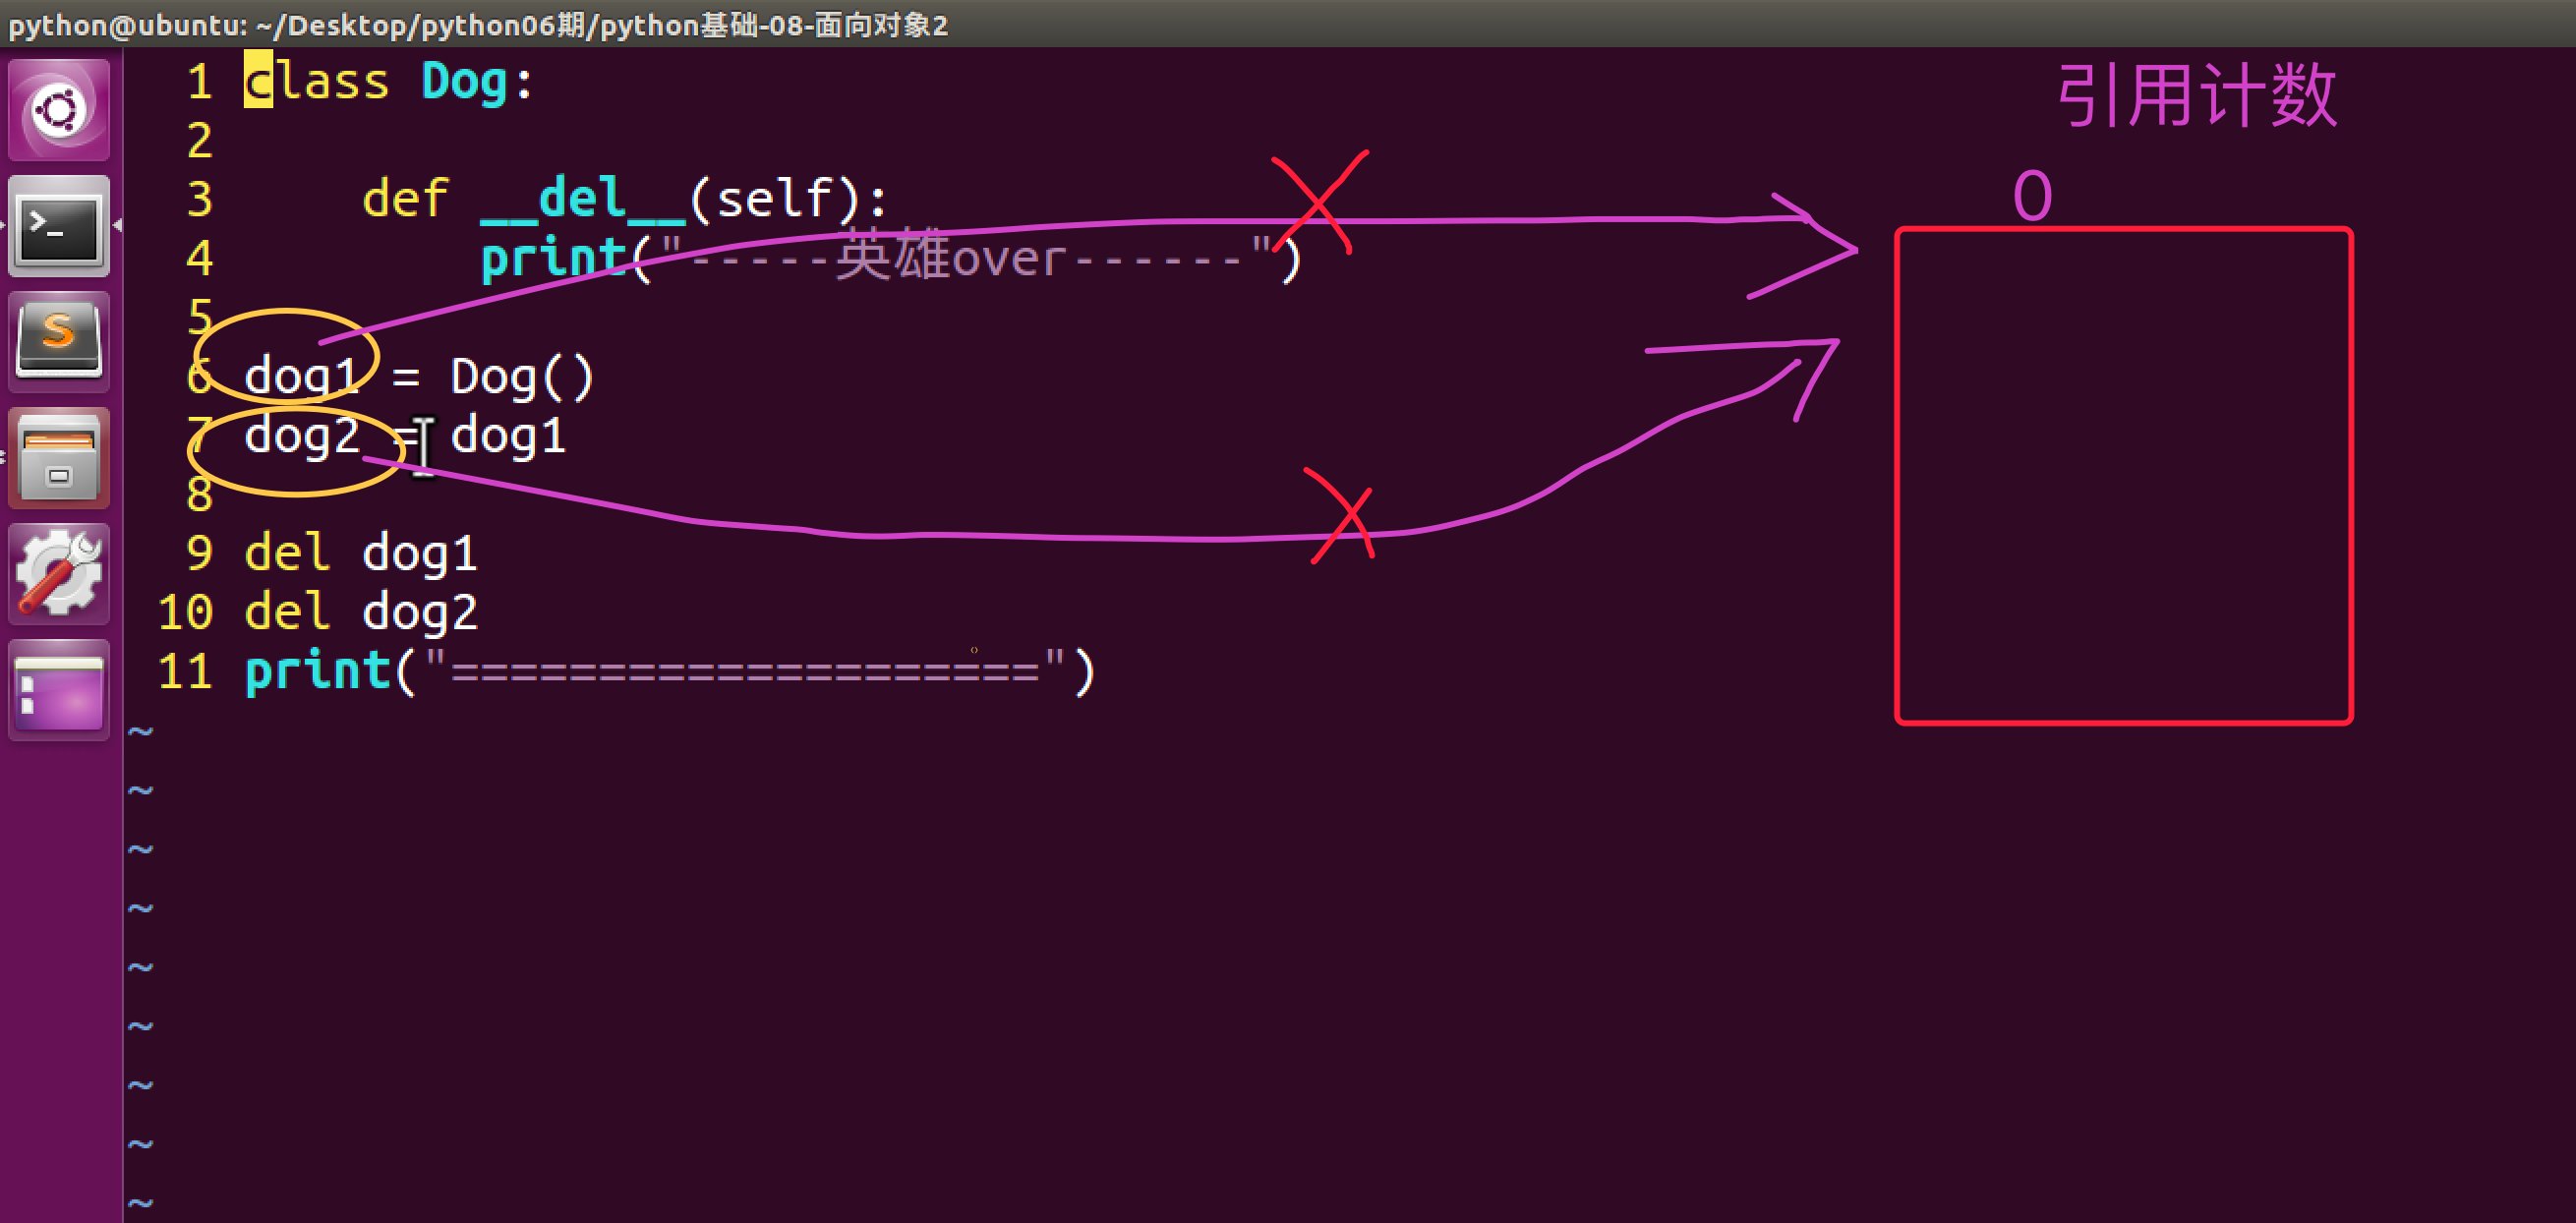 python@ubuntu: ~/Desktop/python06期/python基础-08-面向对象2
引用计数
0
1 class Dog:
2
3     def __del__(self):
4         print("-----英雄over------")
5
6 dog1 = Dog()
7 dog2 = dog1
8
9 del dog1
10 del dog2
11 print("====================")
~
~
~
~
~
~
~
~
~